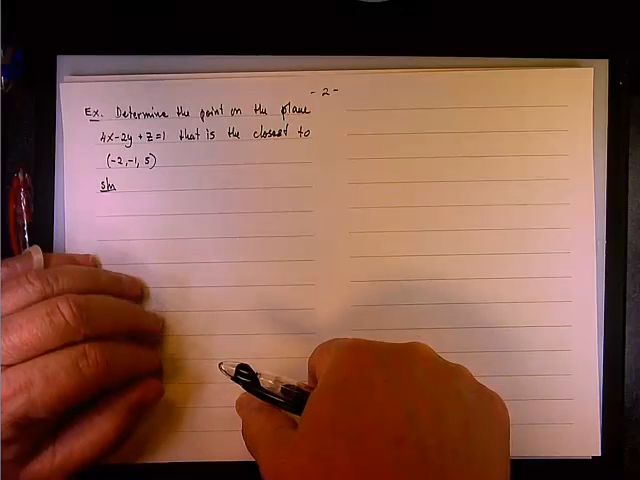 - 2 -
Ex. Determine the point on the plane
4x-2y+z=1 that is the closest to
(-2,-1, 5)
sln